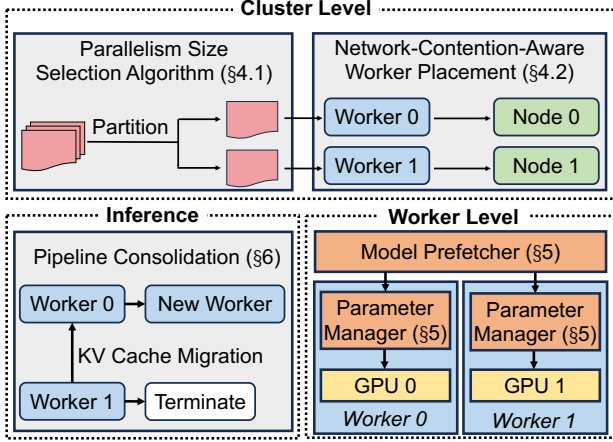 Cluster Level
Parallelism Size
Selection Algorithm (§4.1)
Partition
Network-Contention-Aware
Worker Placement (§4.2)
Worker 0
Node 0
Worker 1
Node 1
Inference
Pipeline Consolidation (§6)
Worker 0
New Worker
KV Cache Migration
Worker 1
Terminate
Worker Level
Model Prefetcher (§5)
Parameter
Manager (§5)
GPU 0
Worker 0
Parameter
Manager (§5)
GPU 1
Worker 1